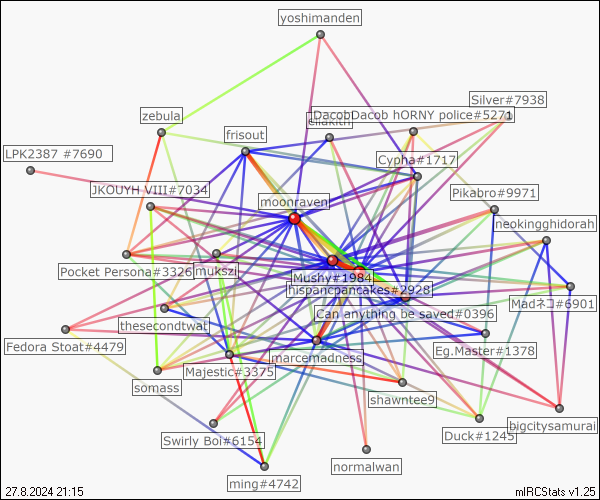 yoshimanden
Silver#7938
zebula
DacobDacob hORNY police#5271
frisout
LPK2387 #7690
Cypha#1717
JKOUYH VIII#7034
Pikabro#9971
moonraven
neokingghidorah
Pocket Persona#3326
mukszi
Mushy#1984
hispancpancakes#2928
Madネコ#6901
Can anything be saved#0396
thesecondtwat
Fedora Stoat#4479
Eg.Master#1378
marcemadness
Majestic#3375
somass
shawntee9
bigcitysamurai
Swirly Boi#6154
Duck#1245
normalwan
ming#4742
27.8.2024 21:15
mIRCStats v1.25